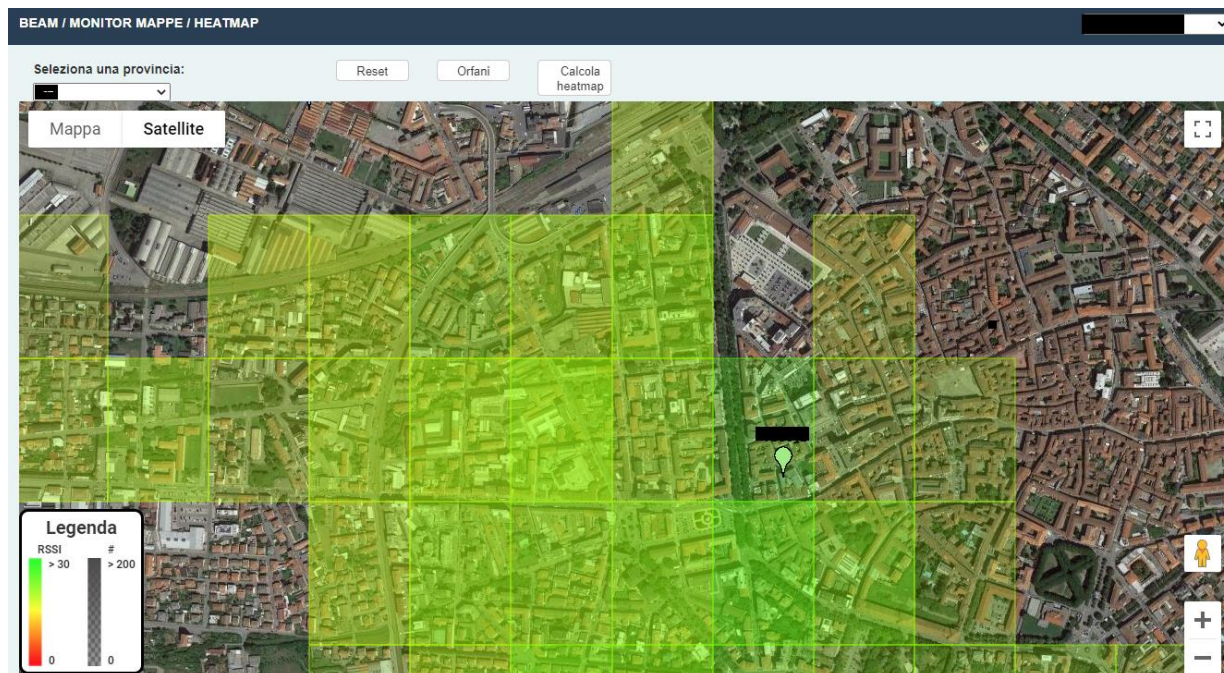 BEAM / MONITOR MAPPE / HEATMAP
Seleziona una provincia:
Reset
Orfani
Calcola
heatmap
Mappa
Satellite
Legenda
RSSI #
> 30 > 200
0 0